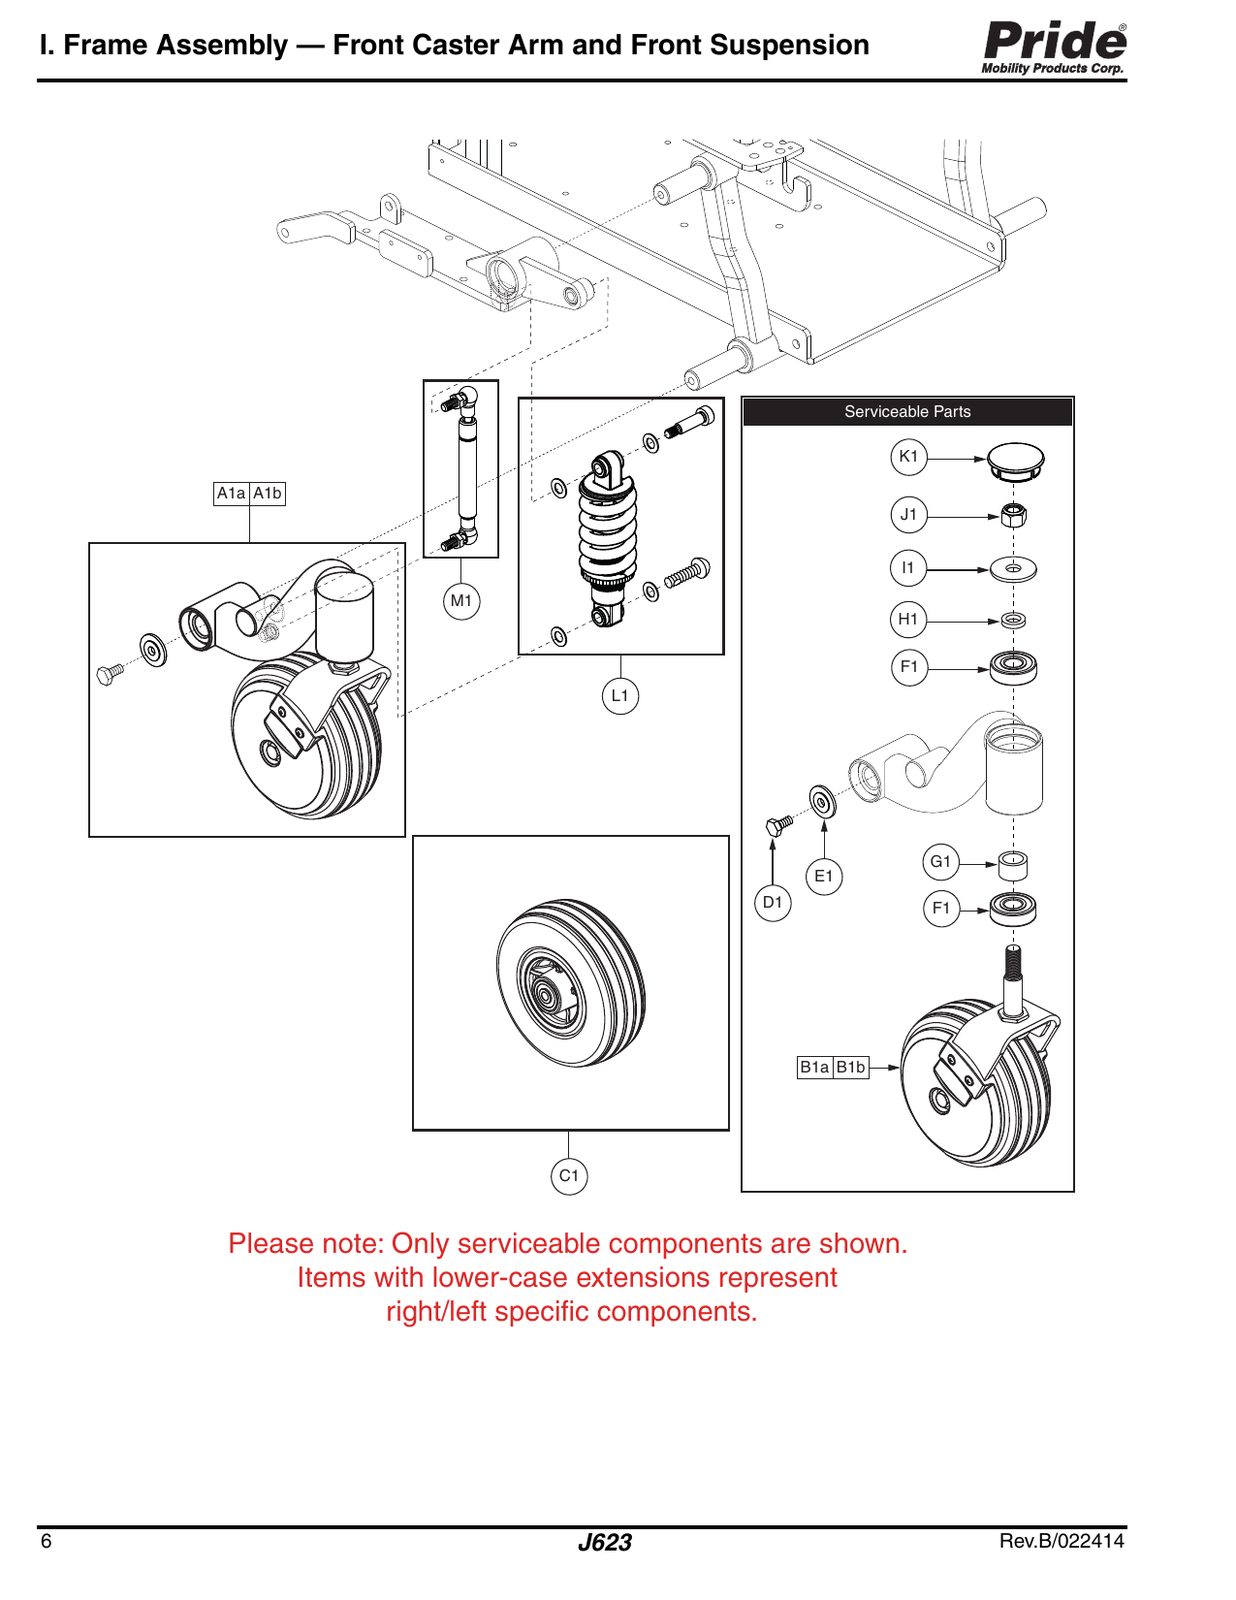 I. Frame Assembly — Front Caster Arm and Front Suspension
Pride®
Mobility Products Corp.
Serviceable Parts
K1
J1
I1
H1
F1
A1a A1b
M1
L1
G1
E1
F1
D1
B1a B1b
C1
Please note: Only serviceable components are shown.
Items with lower-case extensions represent
right/left specific components.
6
J623
Rev.B/022414